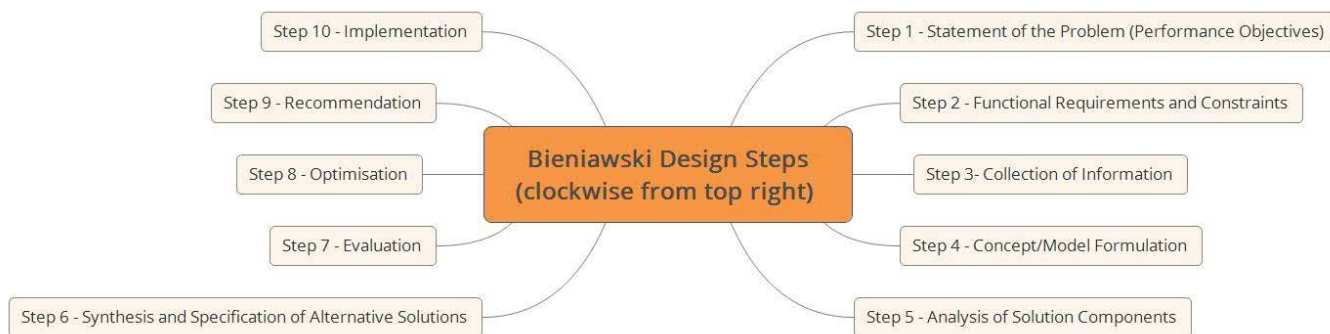 Bieniawski Design Steps
(clockwise from top right)
Step 1 - Statement of the Problem (Performance Objectives)
Step 2 - Functional Requirements and Constraints
Step 3- Collection of Information
Step 4 - Concept/Model Formulation
Step 5 - Analysis of Solution Components
Step 6 - Synthesis and Specification of Alternative Solutions
Step 7 - Evaluation
Step 8 - Optimisation
Step 9 - Recommendation
Step 10 - Implementation